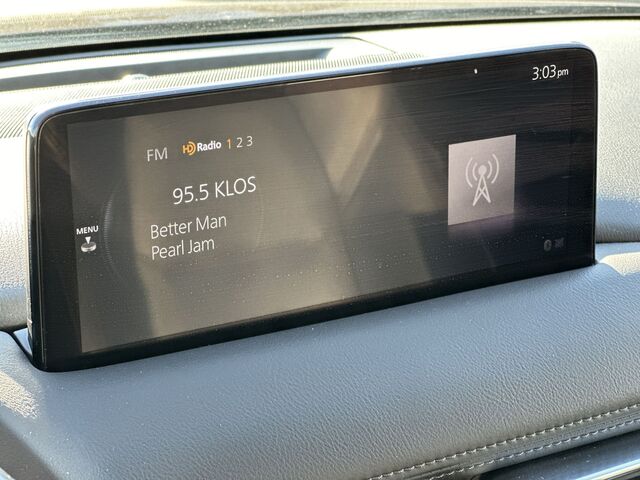 3:03pm
FM HD Radio 1 2 3
95.5 KLOS
Better Man
MENU
Pearl Jam